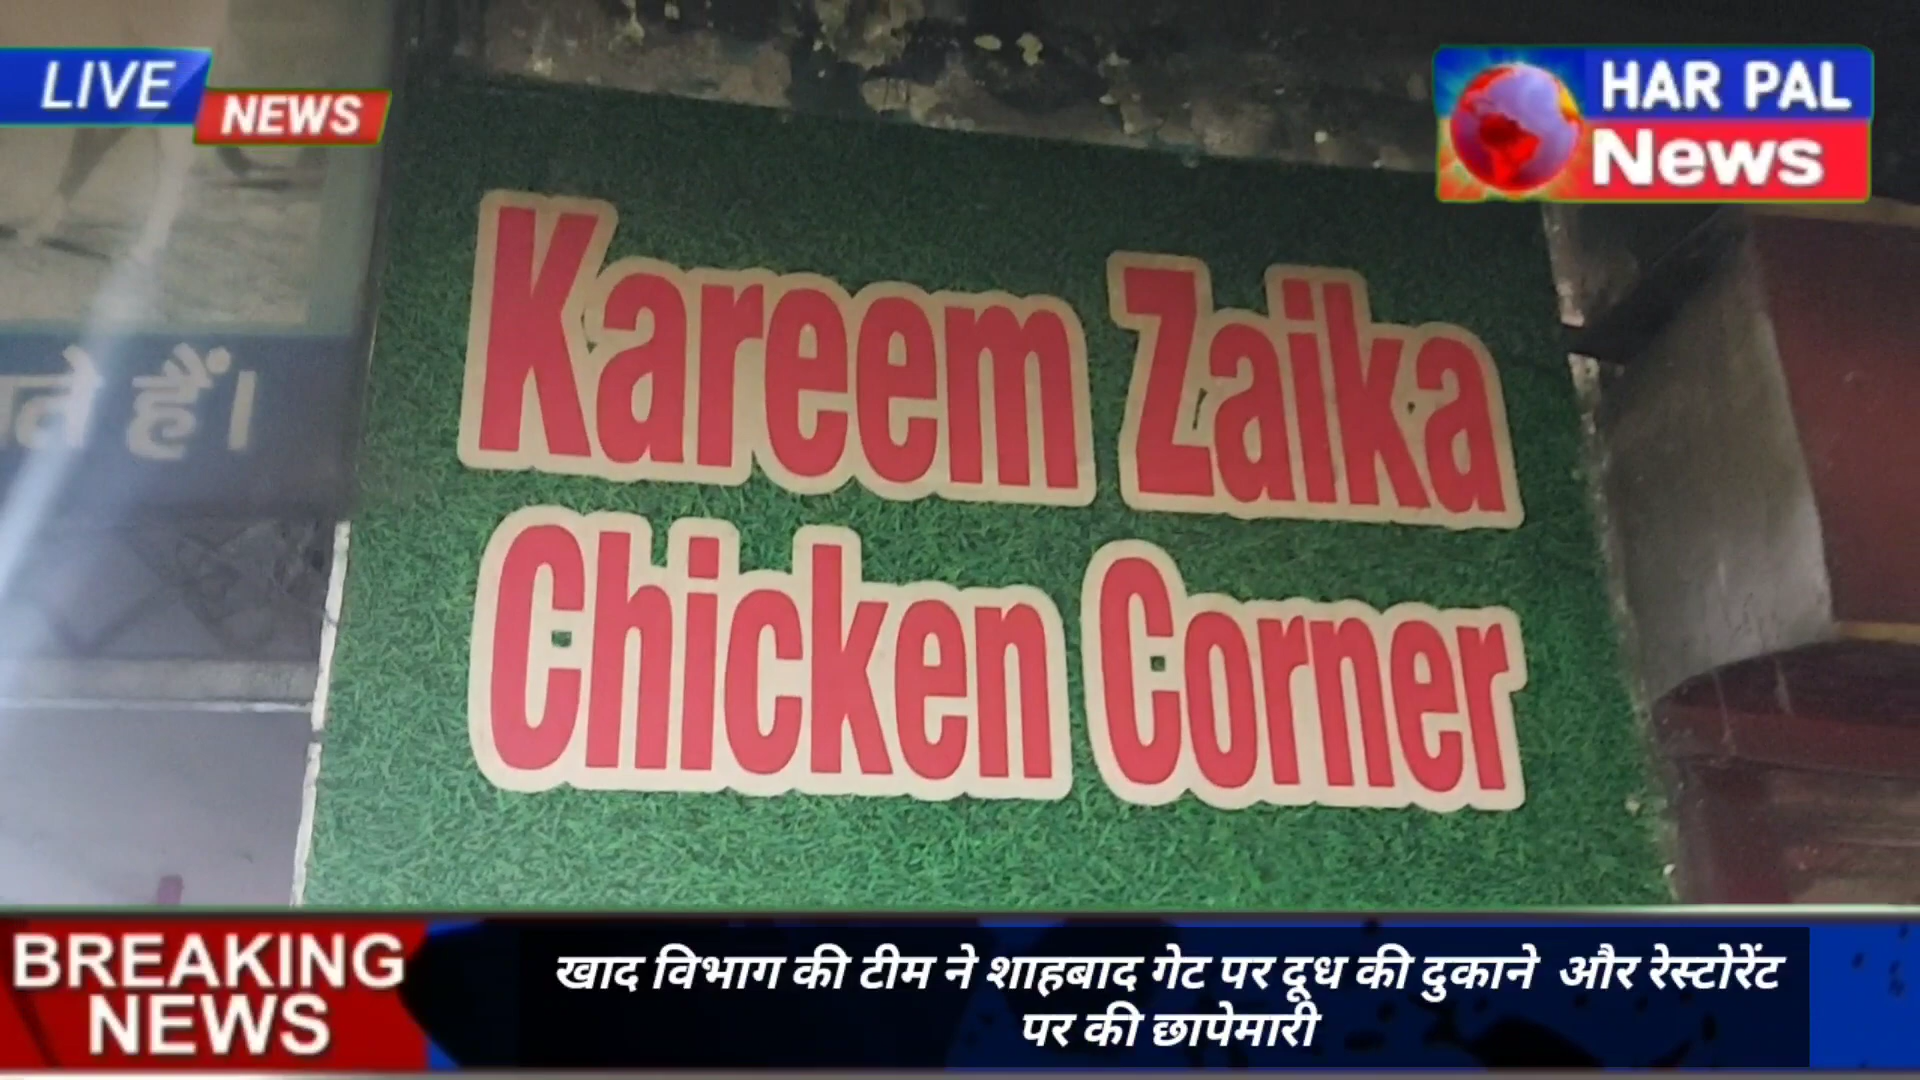 LIVE
NEWS
HAR PAL
News
Kareem Zaika
Chicken Corner
हैं।
BREAKING
NEWS
खाद विभाग की टीम ने शाहबाद गेट पर दूध की दुकाने और रेस्टोरेंट
पर की छापेमारी